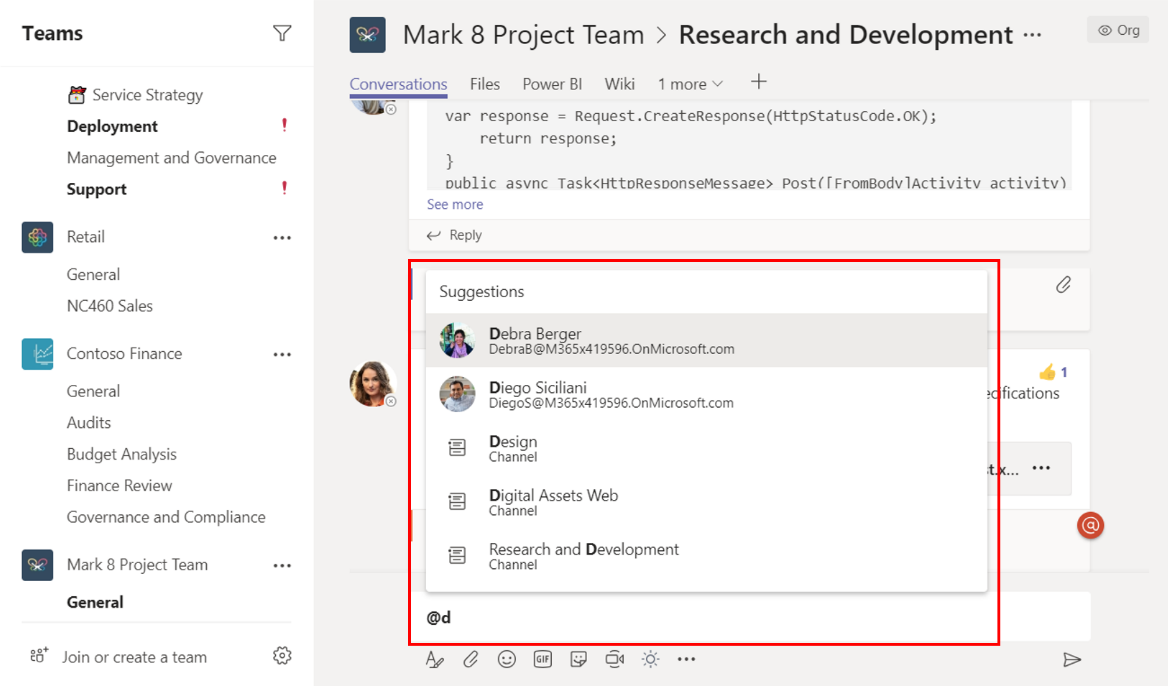 Teams
Service Strategy
Deployment !
Management and Governance
Support !
Retail ...
General
NC460 Sales
Contoso Finance ...
General
Audits
Budget Analysis
Finance Review
Governance and Compliance
Mark 8 Project Team ...
General
Join or create a team
Mark 8 Project Team > Research and Development ...
Org
Conversations Files Power BI Wiki 1 more +
var response = Request.CreateResponse(HttpStatusCode.OK);
return response;
}
public async Task<HttpResponseMessage> Post([FromBody]Activity activity)
See more
Reply
Suggestions
Debra Berger
DebraB@M365x419596.OnMicrosoft.com
Diego Siciliani
DiegoS@M365x419596.OnMicrosoft.com
Design
Channel
Digital Assets Web
Channel
Research and Development
Channel
1
ecifications
st.x... ...
@
@d
GIF ...